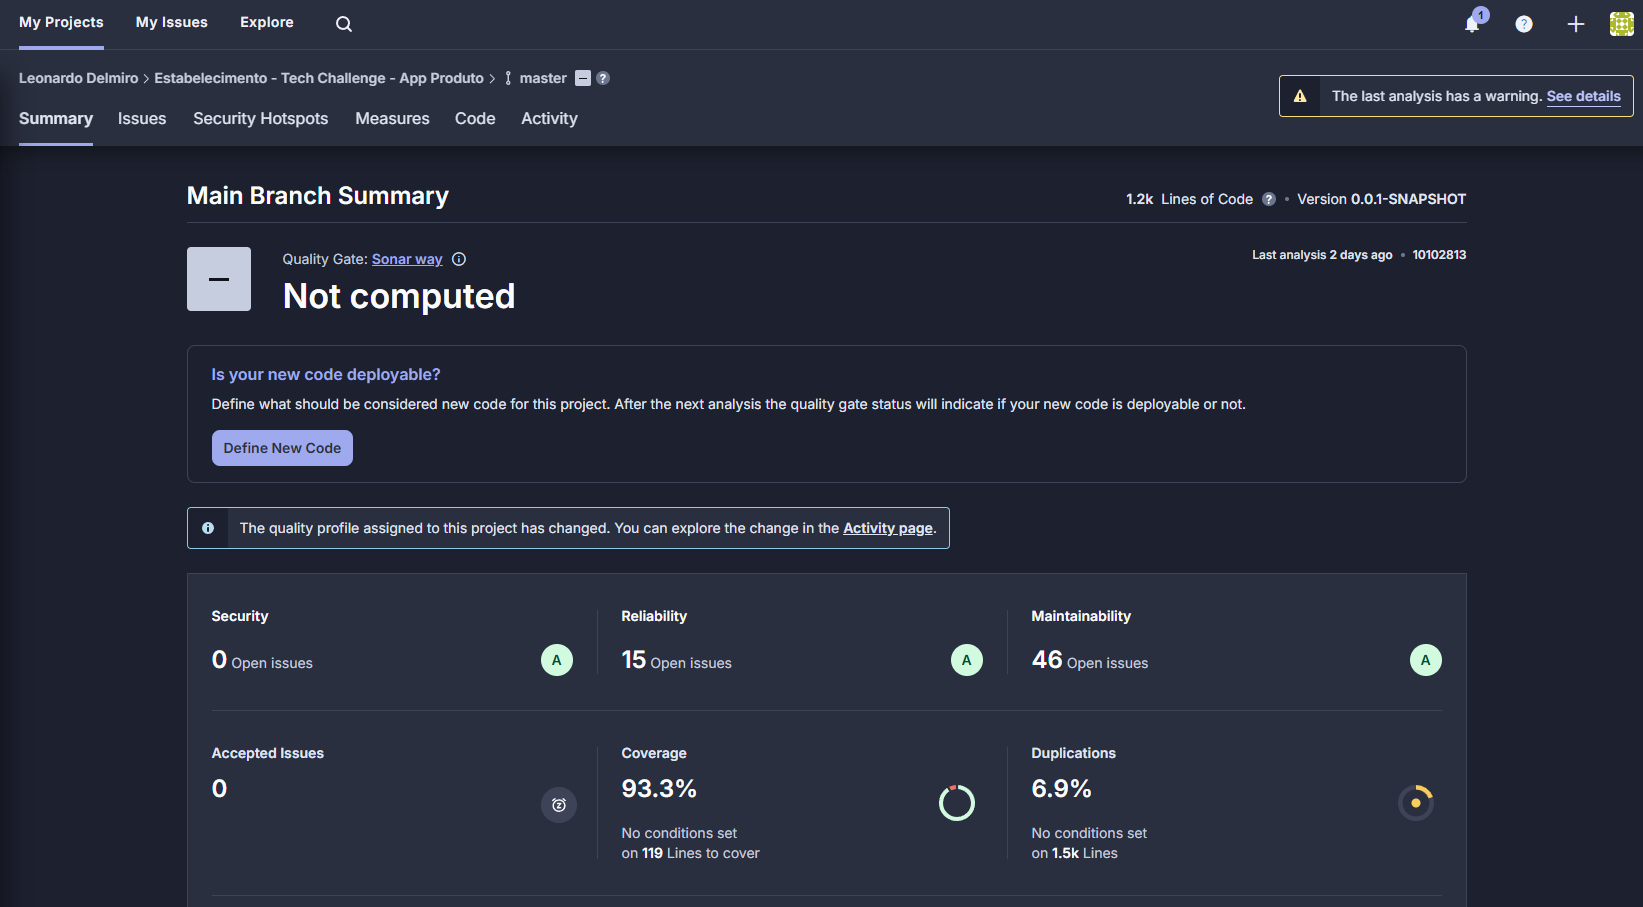 My Projects My Issues Explore
1 ?
Leonardo Delmiro > Estabelecimento - Tech Challenge - App Produto > master ?
The last analysis has a warning. See details
Summary Issues Security Hotspots Measures Code Activity
Main Branch Summary
1.2k Lines of Code ? • Version 0.0.1-SNAPSHOT
Quality Gate: Sonar way
Last analysis 2 days ago • 10102813
Not computed
Is your new code deployable?
Define what should be considered new code for this project. After the next analysis the quality gate status will indicate if your new code is deployable or not.
Define New Code
The quality profile assigned to this project has changed. You can explore the change in the Activity page.
Security Reliability Maintainability
0 Open issues A 15 Open issues A 46 Open issues A
Accepted Issues Coverage Duplications
0 93.3% 6.9%
No conditions set No conditions set
on 119 Lines to cover on 1.5k Lines